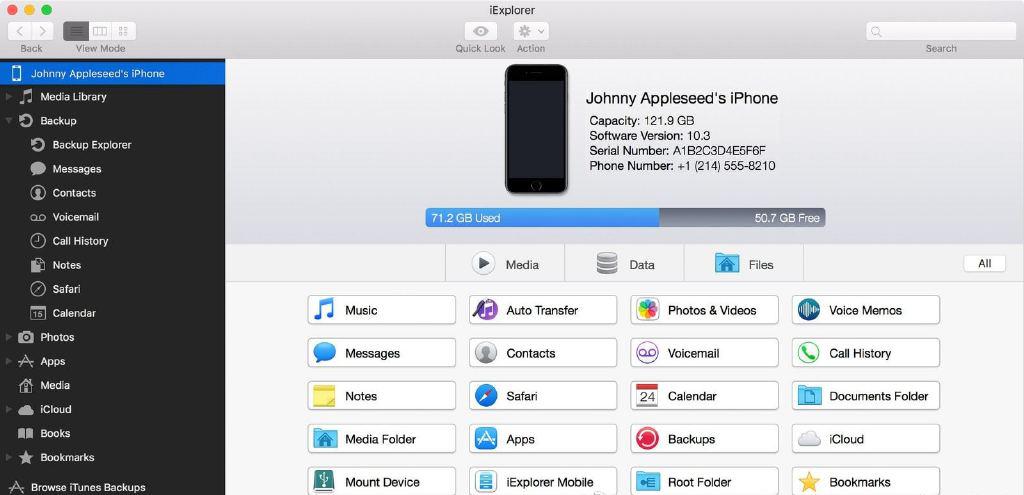 iExplorer
Back
View Mode
Quick Look
Action
Search
Johnny Appleseed's iPhone
Media Library
Backup
Backup Explorer
Messages
Contacts
Voicemail
Call History
Notes
Safari
15 Calendar
Photos
Apps
Media
iCloud
Books
Bookmarks
Browse iTunes Backups
Johnny Appleseed's iPhone
Capacity: 121.9 GB
Software Version: 10.3
Serial Number: A1B2C3D4E5F6F
Phone Number: +1 (214) 555-8210
71.2 GB Used 50.7 GB Free
Media Data Files All
Music Auto Transfer Photos & Videos Voice Memos
Messages Contacts Voicemail Call History
Notes Safari 24 Calendar Documents Folder
Media Folder Apps Backups iCloud
Mount Device iExplorer Mobile Root Folder Bookmarks